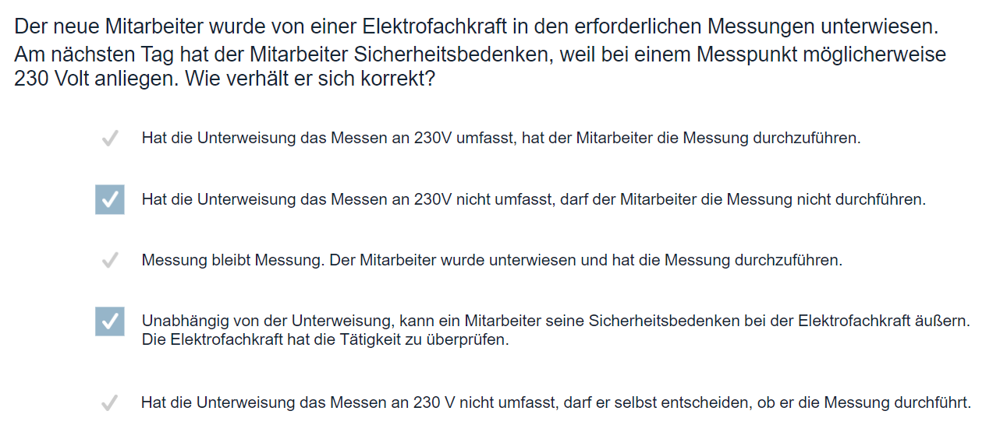 Der neue Mitarbeiter wurde von einer Elektrofachkraft in den erforderlichen Messungen unterwiesen.
Am nächsten Tag hat der Mitarbeiter Sicherheitsbedenken, weil bei einem Messpunkt möglicherweise
230 Volt anliegen. Wie verhält er sich korrekt?
Hat die Unterweisung das Messen an 230V umfasst, hat der Mitarbeiter die Messung durchzuführen.
Hat die Unterweisung das Messen an 230V nicht umfasst, darf der Mitarbeiter die Messung nicht durchführen.
Messung bleibt Messung. Der Mitarbeiter wurde unterwiesen und hat die Messung durchzuführen.
Unabhängig von der Unterweisung, kann ein Mitarbeiter seine Sicherheitsbedenken bei der Elektrofachkraft äußern.
Die Elektrofachkraft hat die Tätigkeit zu überprüfen.
Hat die Unterweisung das Messen an 230 V nicht umfasst, darf er selbst entscheiden, ob er die Messung durchführt.